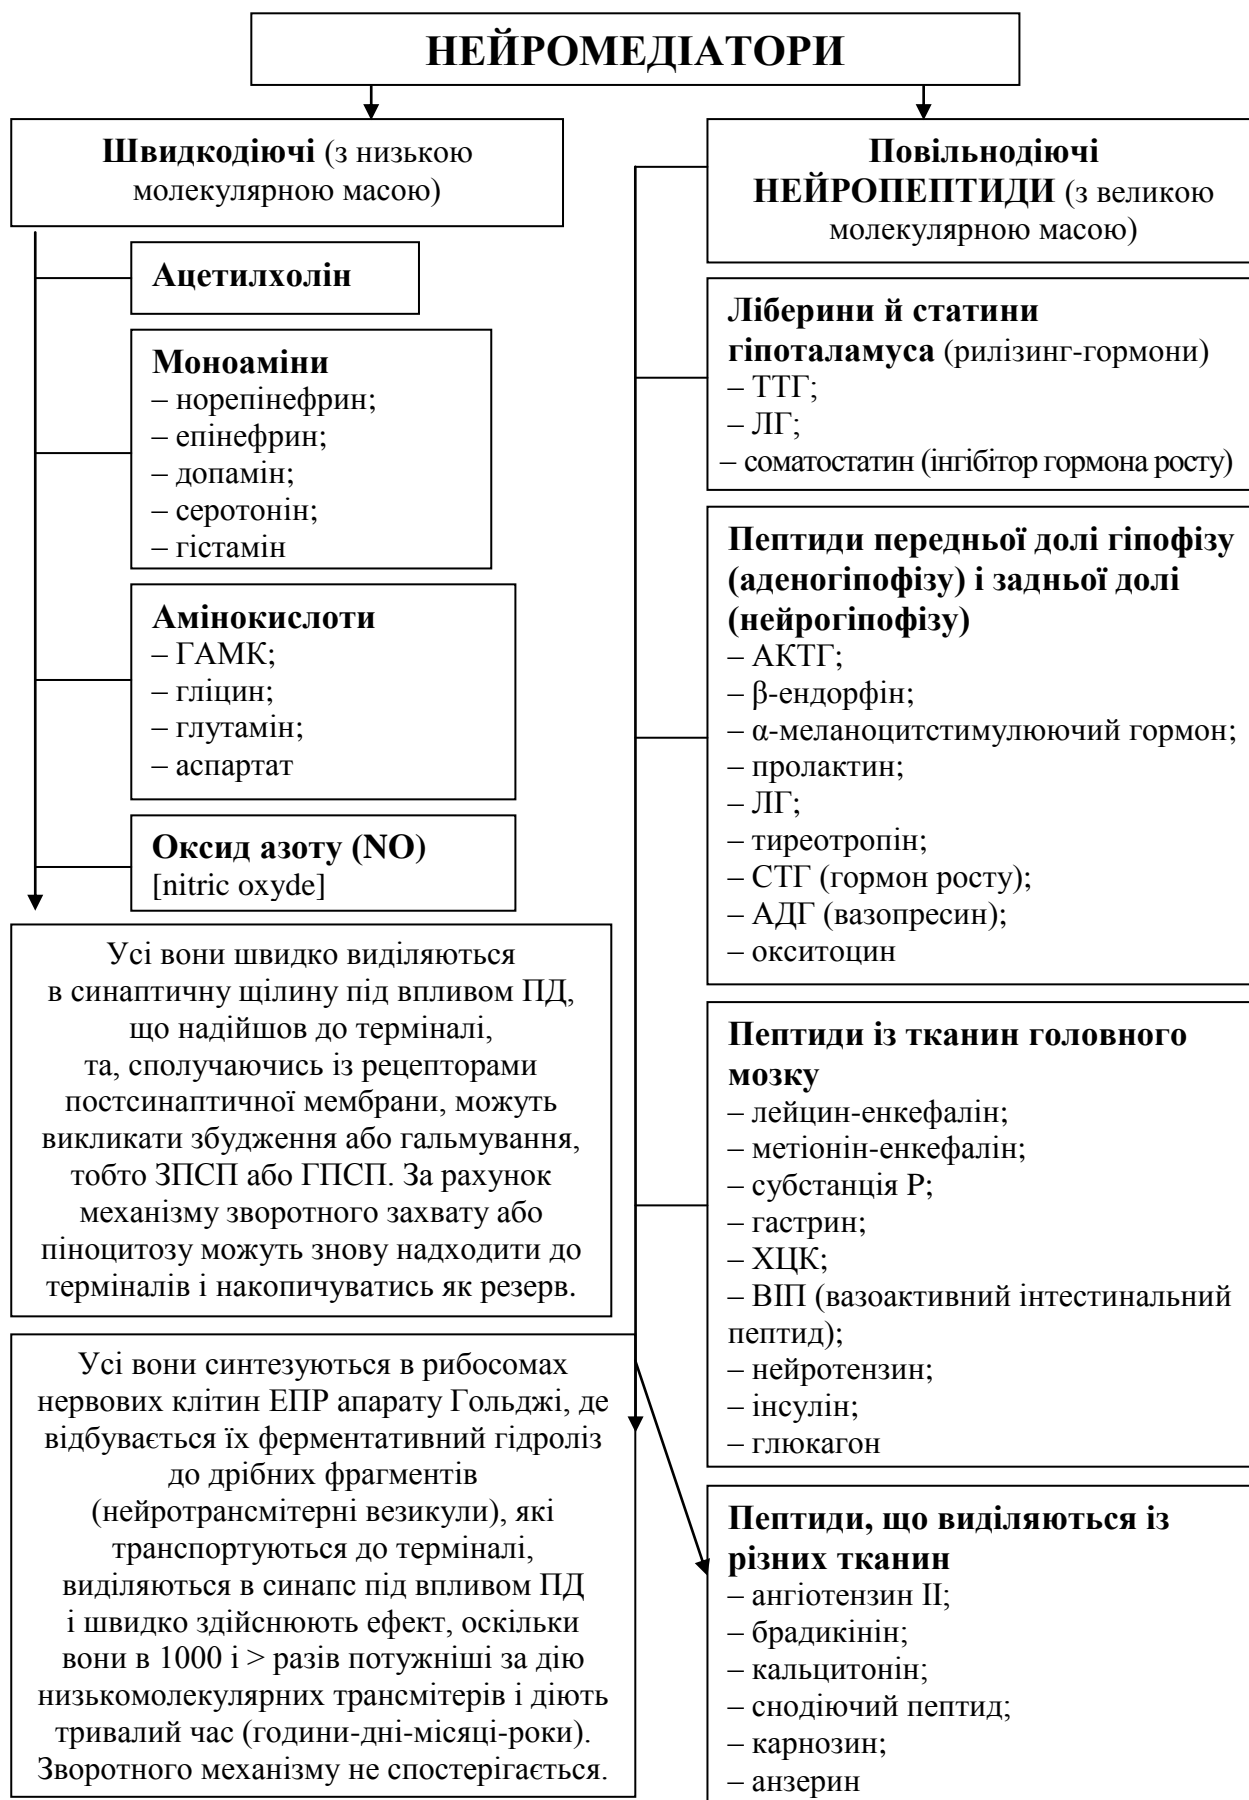 НЕЙРОМЕДІАТОРИ
Швидкодіючі (з низькою
молекулярною масою)
Ацетилхолін
Моноаміни
– норепінефрин;
– епінефрин;
– допамін;
– серотонін;
– гістамін
Амінокислоти
– ГАМК;
– гліцин;
– глутамін;
– аспартат
Оксид азоту (NO)
[nitric oxyde]
Усі вони швидко виділяються
в синаптичну щілину під впливом ПД,
що надійшов до терміналі,
та, сполучаючись із рецепторами
постсинаптичної мембрани, можуть
викликати збудження або гальмування,
тобто ЗПСП або ГПСП. За рахунок
механізму зворотного захвату або
піноцитозу можуть знову надходити до
терміналів і накопичуватись як резерв.
Повільнодіючі
НЕЙРОПЕПТИДИ (з великою
молекулярною масою)
Ліберини й статини
гіпоталамуса (рилізинг-гормони)
– ТТГ;
– ЛГ;
– соматостатин (інгібітор гормона росту)
Пептиди передньої долі гіпофізу
(аденогіпофізу) і задньої долі
(нейрогіпофізу)
– АКТГ;
– β-ендорфін;
– α-меланоцитстимулюючий гормон;
– пролактин;
– ЛГ;
– тиреотропін;
– СТГ (гормон росту);
– АДГ (вазопресин);
– окситоцин
Пептиди із тканин головного
мозку
– лейцин-енкефалін;
– метіонін-енкефалін;
– субстанція Р;
– гастрин;
– ХЦК;
– ВІП (вазоактивний інтестинальний
пептид);
– нейротензин;
– інсулін;
– глюкагон
Пептиди, що виділяються із
різних тканин
– ангіотензин II;
– брадикінін;
– кальцитонін;
– снодіючий пептид;
– карнозин;
– анзерин
Усі вони синтезуються в рибосомах
нервових клітин ЕПР апарату Гольджі, де
відбувається їх ферментативний гідроліз
до дрібних фрагментів
(нейротрансмітерні везикули), які
транспортуються до терміналі,
виділяються в синапс під впливом ПД
і швидко здійснюють ефект, оскільки
вони в 1000 і > разів потужніші за дію
низькомолекулярних трансмітерів і діють
тривалий час (години-дні-місяці-роки).
Зворотного механізму не спостерігається.